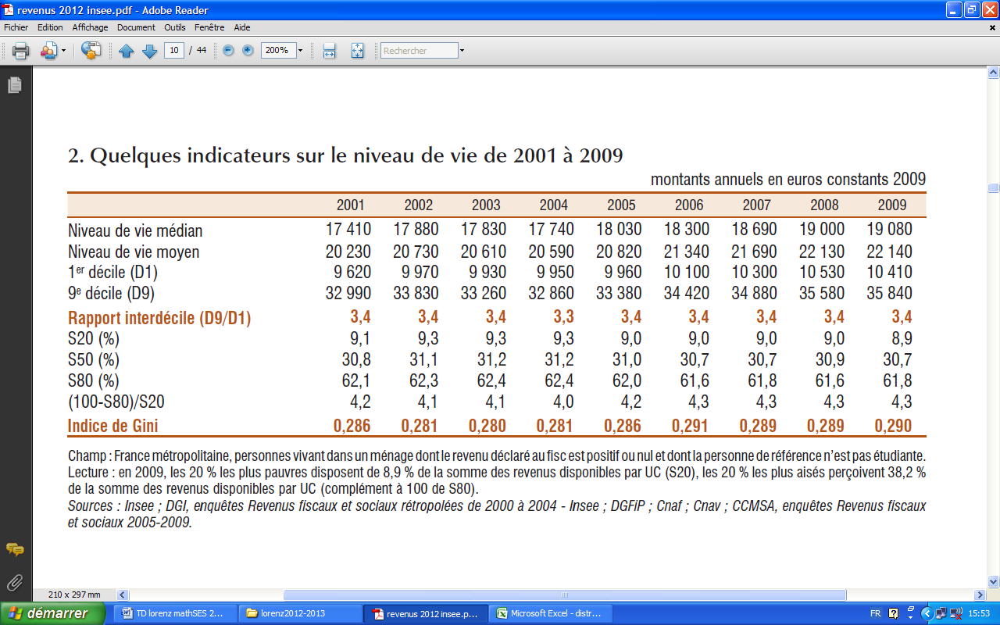 revenus 2012 insee.pdf - Adobe Reader
Fichier Edition Affichage Document Outils Fenêtre Aide
10 / 44 200% Rechercher
2. Quelques indicateurs sur le niveau de vie de 2001 à 2009
montants annuels en euros constants 2009
2001 2002 2003 2004 2005 2006 2007 2008 2009
Niveau de vie médian 17 410 17 880 17 830 17 740 18 030 18 300 18 690 19 000 19 080
Niveau de vie moyen 20 230 20 730 20 610 20 590 20 820 21 340 21 690 22 130 22 140
1er décile (D1) 9 620 9 970 9 930 9 950 9 960 10 100 10 300 10 530 10 410
9e décile (D9) 32 990 33 830 33 260 32 860 33 380 34 420 34 880 35 580 35 840
Rapport interdécile (D9/D1) 3,4 3,4 3,4 3,3 3,4 3,4 3,4 3,4 3,4
S20 (%) 9,1 9,3 9,3 9,3 9,0 9,0 9,0 9,0 8,9
S50 (%) 30,8 31,1 31,2 31,2 31,0 30,7 30,7 30,9 30,7
S80 (%) 62,1 62,3 62,4 62,4 62,0 61,6 61,8 61,6 61,8
(100-S80)/S20 4,2 4,1 4,1 4,0 4,2 4,3 4,3 4,3 4,3
Indice de Gini 0,286 0,281 0,280 0,281 0,286 0,291 0,289 0,289 0,290
Champ : France métropolitaine, personnes vivant dans un ménage dont le revenu déclaré au fisc est positif ou nul et dont la personne de référence n'est pas étudiante.
Lecture : en 2009, les 20 % les plus pauvres disposent de 8,9 % de la somme des revenus disponibles par UC (S20), les 20 % les plus aisés perçoivent 38,2 %
de la somme des revenus disponibles par UC (complément à 100 de S80).
Sources : Insee ; DGI, enquêtes Revenus fiscaux et sociaux rétropolées de 2000 à 2004 - Insee ; DGFiP ; Cnaf ; Cnav ; CCMSA, enquêtes Revenus fiscaux
et sociaux 2005-2009.
210 x 297 mm
démarrer TD lorenz mathSES 2... lorenz2012-2013 revenus 2012 insee.p... Microsoft Excel - distr... FR 15:53